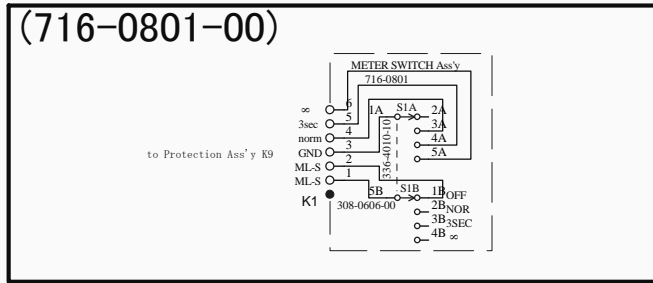 (716-0801-00)
METER SWITCH Ass'y
716-0801
∞ 6
3sec 5
norm 4
GND 3
ML-S 2
ML-S 1
K1
to Protection Ass'y K9
1A S1A 2A
3A
4A
5A
336-4010-10
5B S1B 1B OFF
308-0606-00
2B NOR
3B 3SEC
4B ∞